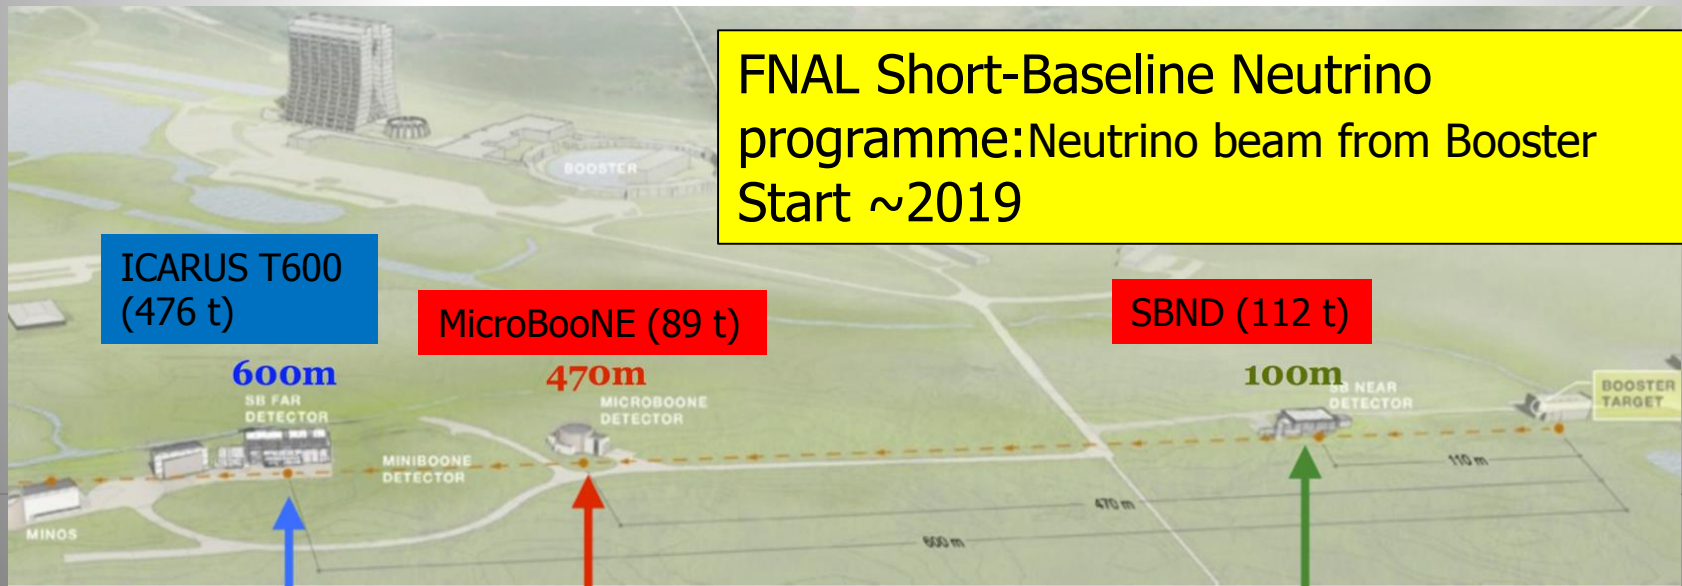 FNAL Short-Baseline Neutrino
programme:Neutrino beam from Booster
Start ~2019
BOOSTER
ICARUS T600
(476 t)
MicroBooNE (89 t)
SBND (112 t)
600m
470m
100m
SB FAR
DETECTOR
MICROBOONE
DETECTOR
SB NEAR
DETECTOR
BOOSTER
TARGET
MINIBOONE
DETECTOR
110 m
470 m
600 m
MINOS